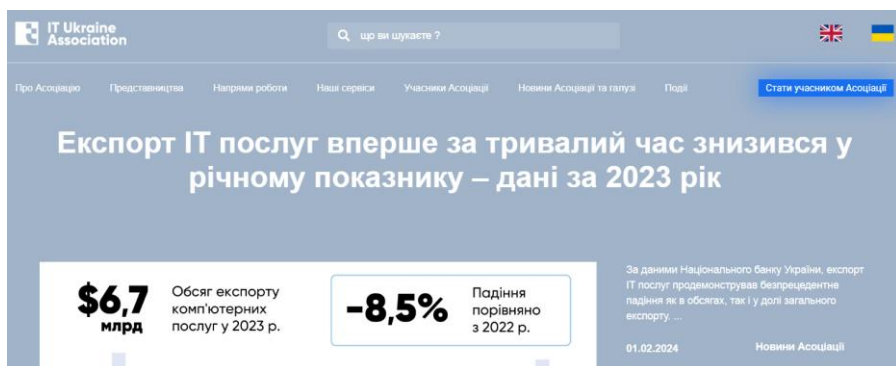 IT Ukraine
Association
що ви шукаєте ?
Про Асоціацію Представництва Напрями роботи Наші сервіси Учасники Асоціації Новини Асоціації та галузі Події Стати учасником Асоціації
Експорт ІТ послуг вперше за тривалий час знизився у
річному показнику – дані за 2023 рік
$6,7
млрд
Обсяг експорту
комп'ютерних
послуг у 2023 р.
-8,5%
Падіння
порівняно
з 2022 р.
За даними Національного банку України, експорт
ІТ послуг продемонстрував безпрецедентне
падіння як в обсягах, так і у долі загального
експорту. ...
01.02.2024 Новини Асоціації